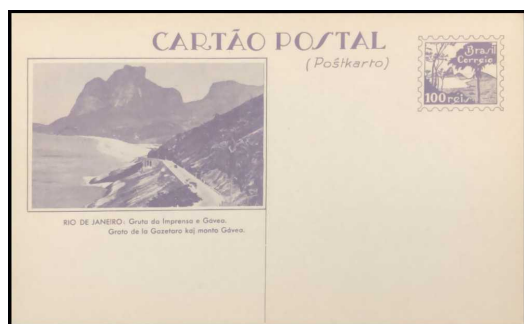 CARTÃO POSTAL
(Poŝtkarto)
Brasil
Correio
100 reis
RIO DE JANEIRO: Gruta da Imprensa e Gávea.
Groto de la Gazetaro kaj monto Gávea.